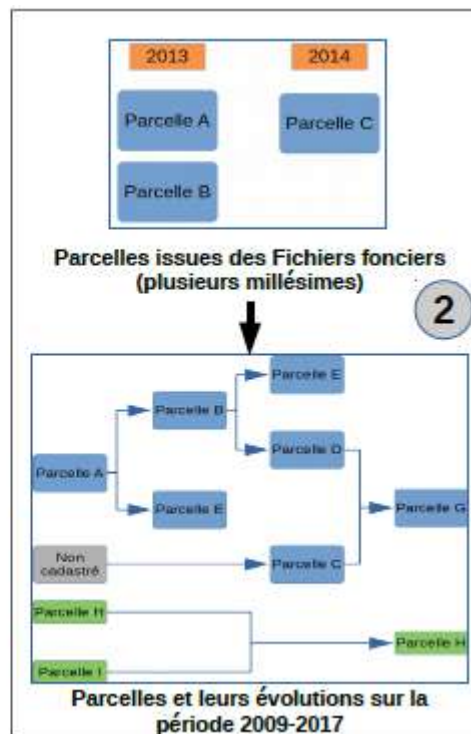 2013
2014
Parcelle A
Parcelle C
Parcelle B
Parcelles issues des Fichiers fonciers
(plusieurs millésimes)
2
Parcelle E
Parcelle B
Parcelle D
Parcelle A
Parcelle E
Parcelle G
Non
cadastré
Parcelle C
Parcelle H
Parcelle H
Parcelle I
Parcelles et leurs évolutions sur la
période 2009-2017